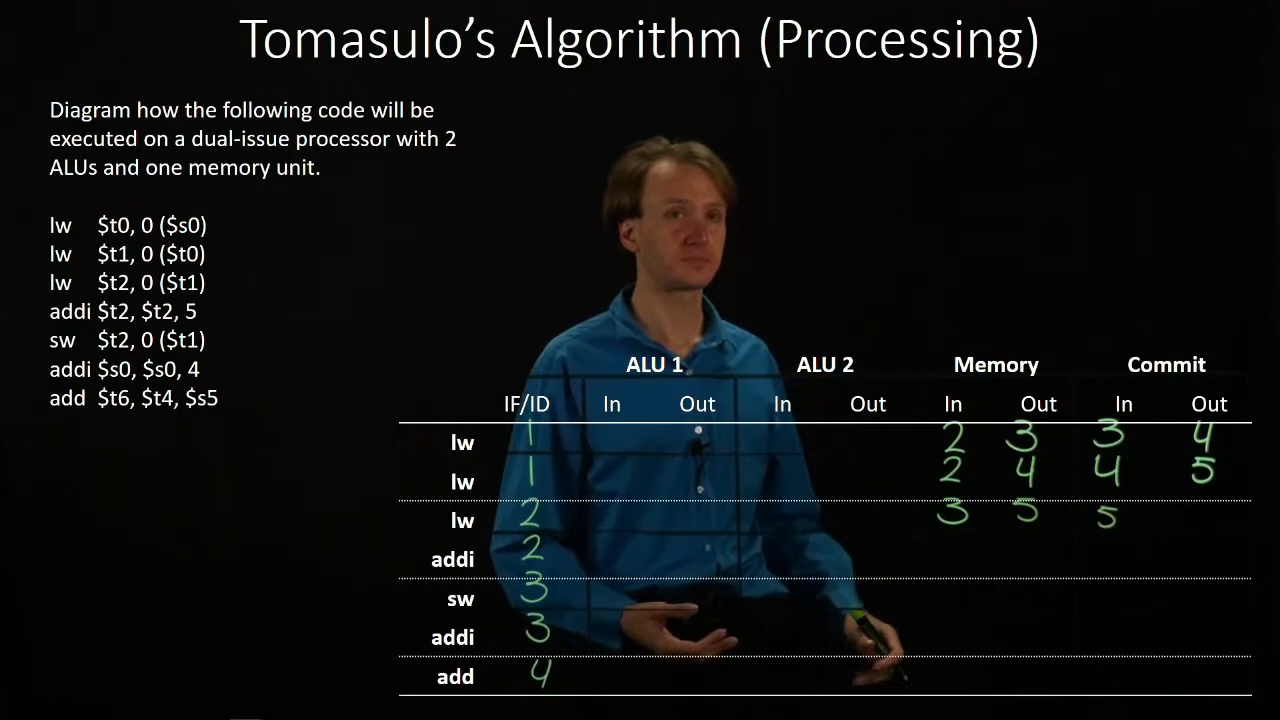 Tomasulo's Algorithm (Processing)
Diagram how the following code will be
executed on a dual-issue processor with 2
ALUs and one memory unit.
lw $t0, 0 ($s0)
lw $t1, 0 ($t0)
lw $t2, 0 ($t1)
addi $t2, $t2, 5
sw $t2, 0 ($t1)
addi $s0, $s0, 4
add $t6, $t4, $s5
ALU 1 ALU 2 Memory Commit
IF/ID In Out In Out In Out In Out
lw 1 2 3 3 4
lw 1 2 4 4 5
lw 2 3 5 5
addi 2
sw 3
addi 3
add 4